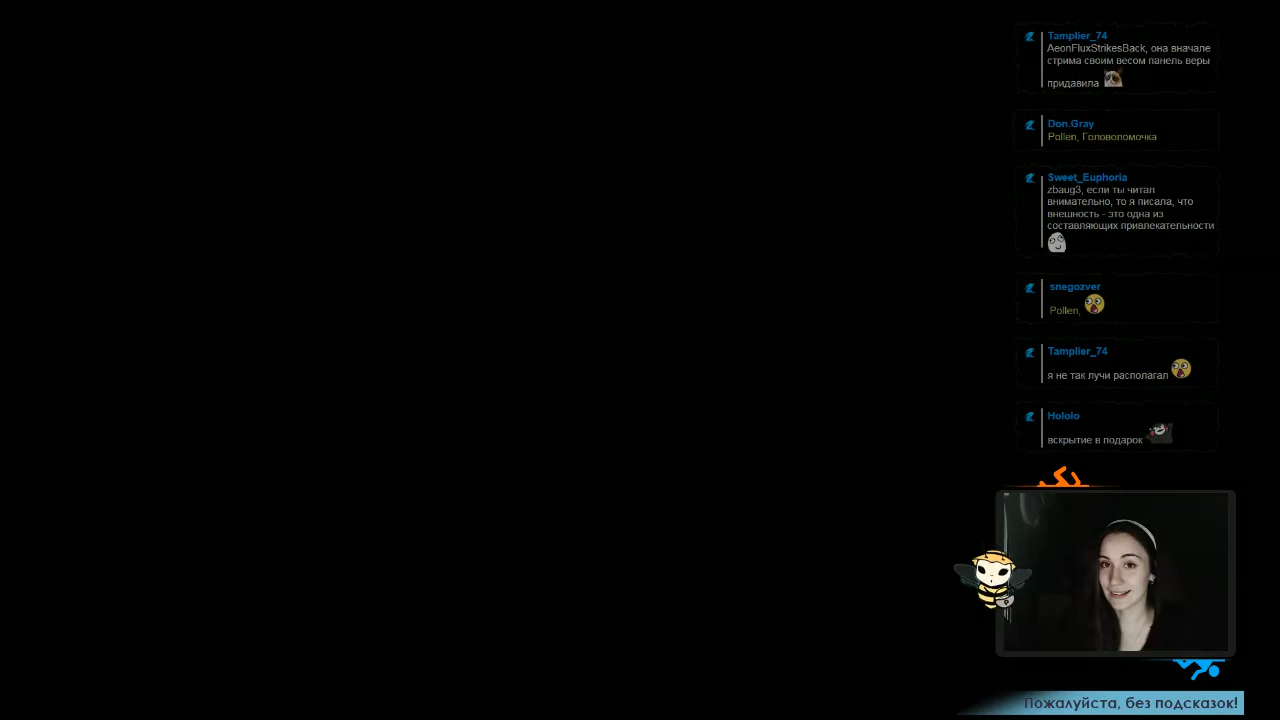 Tamplier_74
AeonFluxStrikesBack, она вначале
стрима своим весом панель веры
придавила
Don.Gray
Pollen, Головоломочка
Sweet_Euphoria
zbaug3, если ты читал
внимательно, то я писала, что
внешность - это одна из
составляющих привлекательности
snegozver
Pollen,
Tamplier_74
я не так лучи располагал
Hololo
вскрытие в подарок
Пожалуйста, без подсказок!